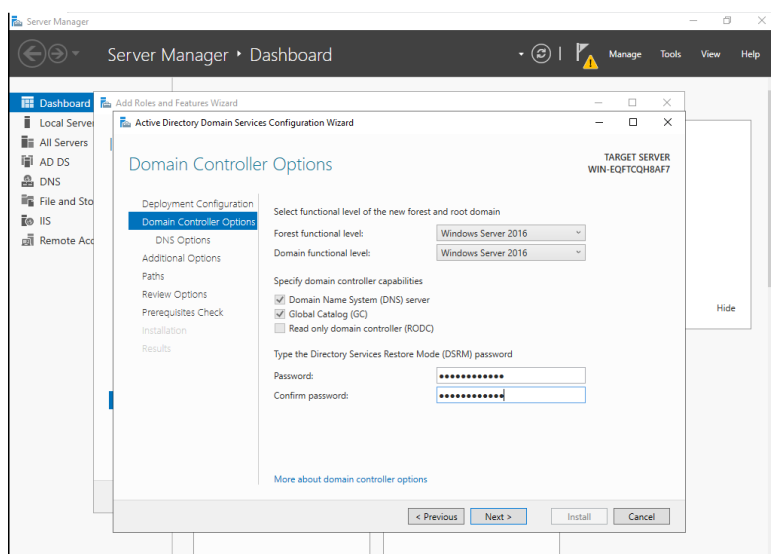 Server Manager
Server Manager • Dashboard
Manage Tools View Help
Dashboard
Local Server
All Servers
AD DS
DNS
File and Sto
IIS
Remote Acc
Add Roles and Features Wizard
Active Directory Domain Services Configuration Wizard
Domain Controller Options
TARGET SERVER
WIN-EQFTCQH8AF7
Deployment Configuration
Domain Controller Options
DNS Options
Additional Options
Paths
Review Options
Prerequisites Check
Installation
Results
Select functional level of the new forest and root domain
Forest functional level: Windows Server 2016
Domain functional level: Windows Server 2016
Specify domain controller capabilities
Domain Name System (DNS) server
Global Catalog (GC)
Read only domain controller (RODC)
Type the Directory Services Restore Mode (DSRM) password
Password: ●●●●●●●●●●●●
Confirm password: ●●●●●●●●●●●●
More about domain controller options
Hide
< Previous Next > Install Cancel